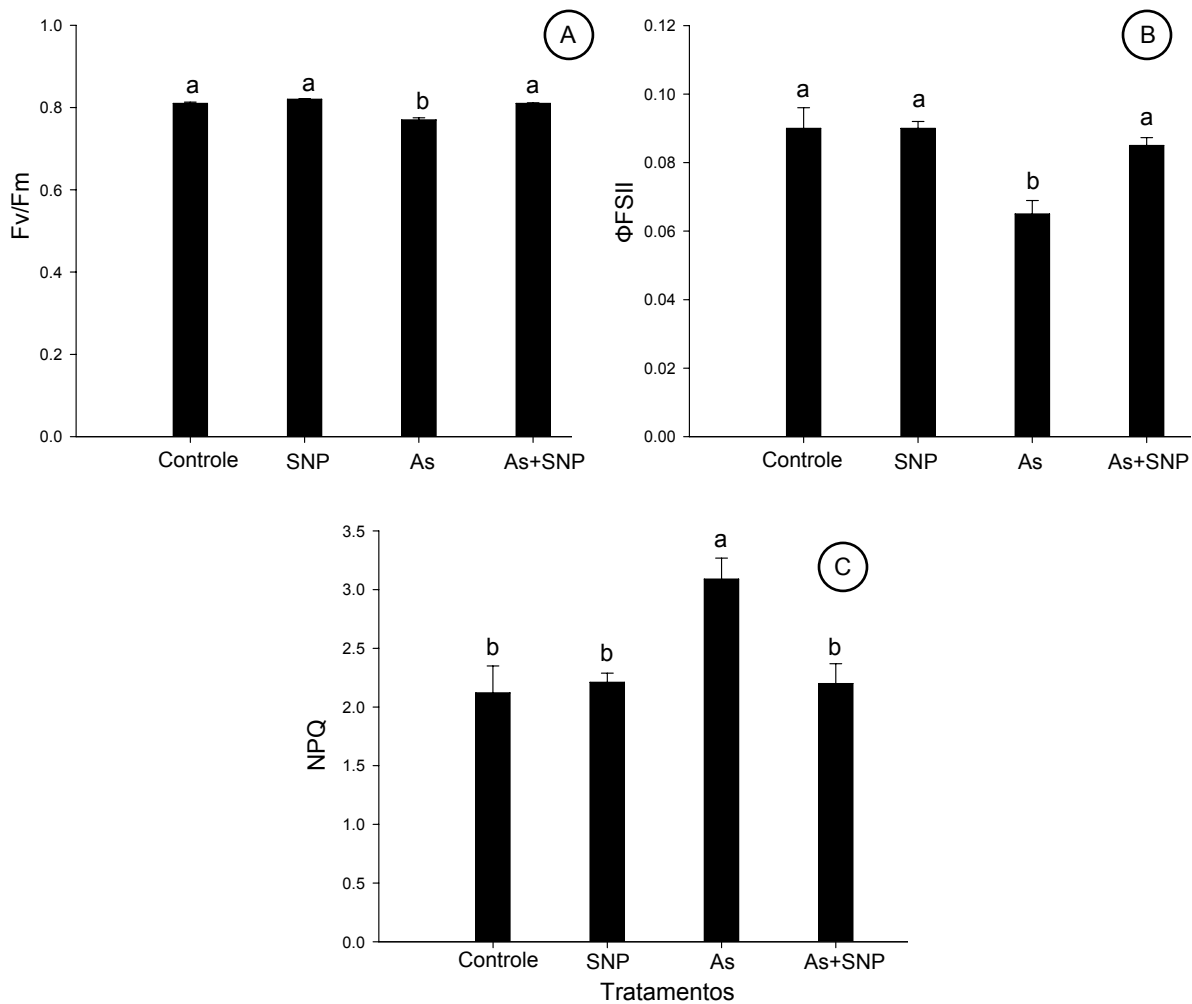 A
Fv/Fm
1.0
0.8
0.6
0.4
0.2
0.0
a
a
b
a
Controle
SNP
As
As+SNP
B
ΦFSII
0.12
0.10
0.08
0.06
0.04
0.02
0.00
a
a
b
a
Controle
SNP
As
As+SNP
C
NPQ
3.5
3.0
2.5
2.0
1.5
1.0
0.5
0.0
b
b
a
b
Controle
SNP
As
As+SNP
Tratamentos